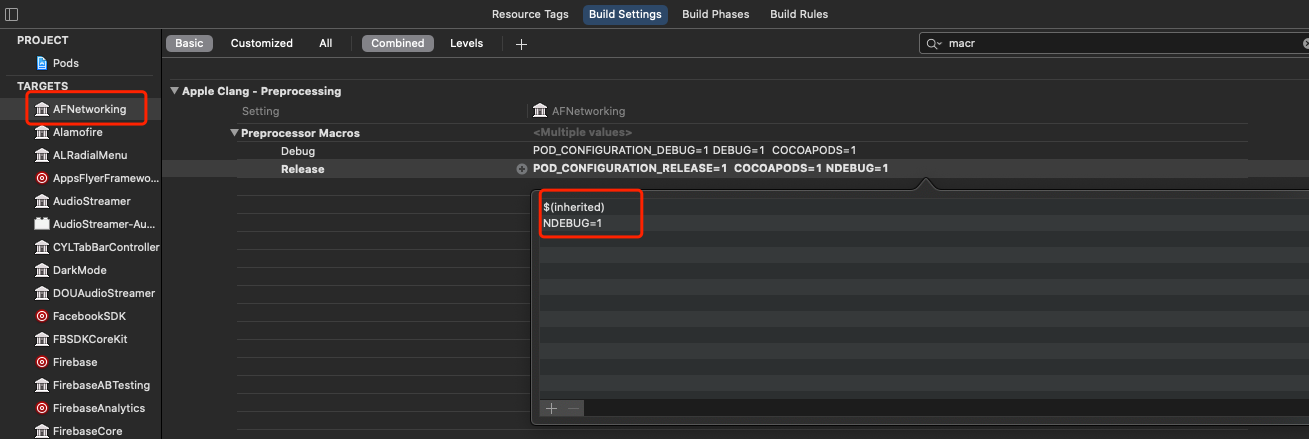 Resource Tags Build Settings Build Phases Build Rules
PROJECT
Pods
TARGETS
AFNetworking
Alamofire
ALRadialMenu
AppsFlyerFramewo...
AudioStreamer
AudioStreamer-Au...
CYLTabBarController
DarkMode
DOUAudioStreamer
FacebookSDK
FBSDKCoreKit
Firebase
FirebaseABTesting
FirebaseAnalytics
FirebaseCore
Basic Customized All Combined Levels + macr
Apple Clang - Preprocessing
Setting AFNetworking
Preprocessor Macros <Multiple values>
Debug POD_CONFIGURATION_DEBUG=1 DEBUG=1 COCOAPODS=1
Release POD_CONFIGURATION_RELEASE=1 COCOAPODS=1 NDEBUG=1
$(inherited)
NDEBUG=1